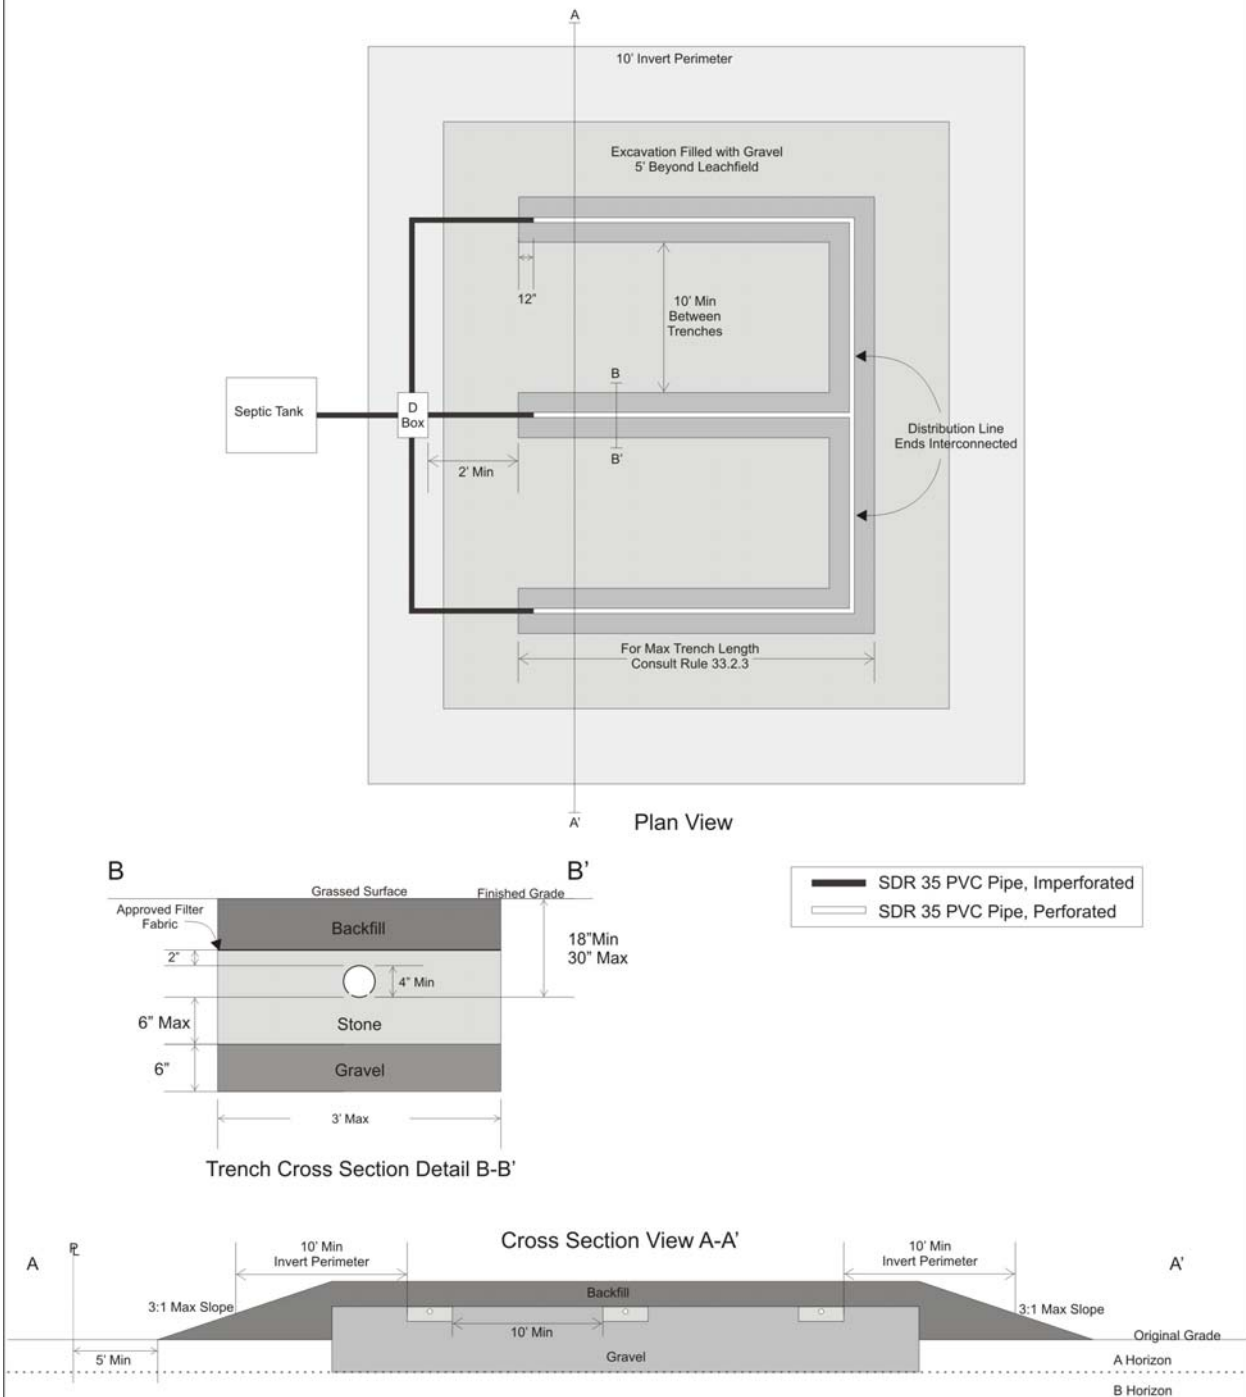 A
10' Invert Perimeter
Excavation Filled with Gravel
5' Beyond Leachfield
12"
10' Min
Between
Trenches
B
Septic Tank
D
Box
Distribution Line
Ends Interconnected
B'
2' Min
For Max Trench Length
Consult Rule 33.2.3
A'
Plan View
B
B'
Grassed Surface
Finished Grade
Approved Filter
Fabric
Backfill
18"Min
30" Max
2"
4" Min
6" Max
Stone
6"
Gravel
3' Max
Trench Cross Section Detail B-B'
SDR 35 PVC Pipe, Imperforated
SDR 35 PVC Pipe, Perforated
Cross Section View A-A'
A
PL
10' Min
Invert Perimeter
10' Min
Invert Perimeter
A'
3:1 Max Slope
Backfill
3:1 Max Slope
10' Min
Original Grade
5' Min
Gravel
A Horizon
B Horizon